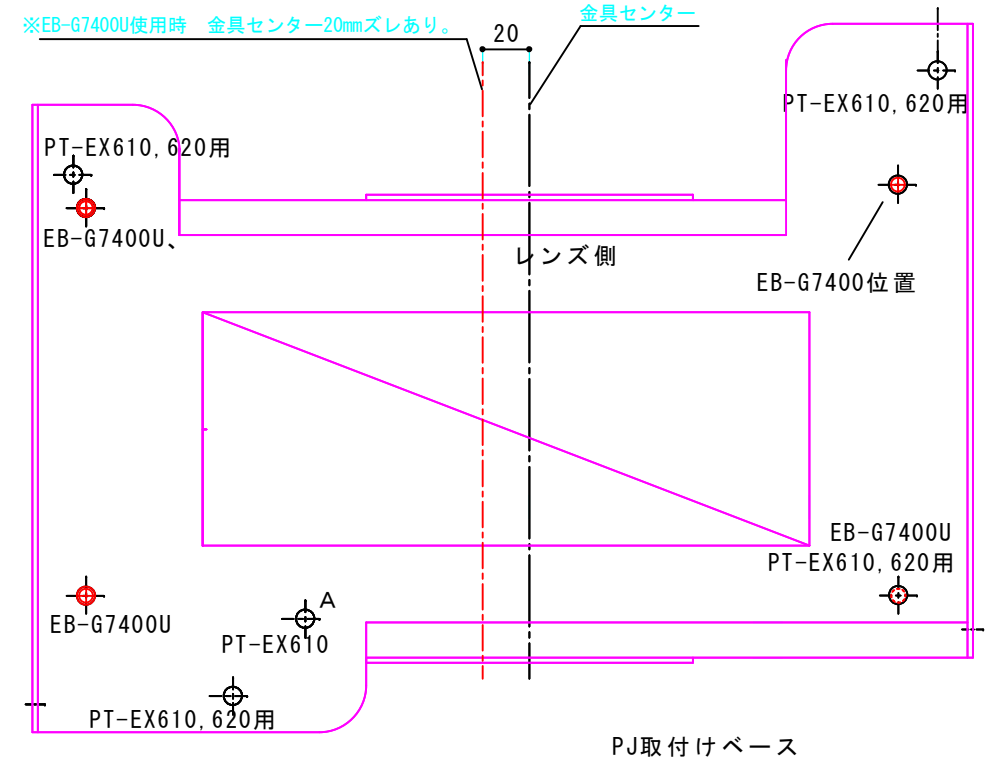 ※EB-G7400U使用時　金具センター20mmズレあり。
金具センター
20
PT-EX610,620用
PT-EX610,620用
EB-G7400U、
レンズ側
EB-G7400位置
EB-G7400U
PT-EX610,620用
A
EB-G7400U
PT-EX610
PT-EX610,620用
PJ取付けベース